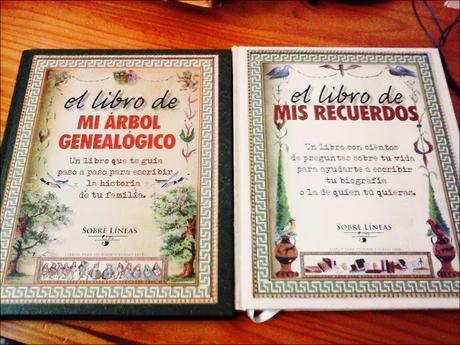 el libro de
MI ÁRBOL
GENEALÓGICO
Un libro que te guía
paso a paso para escribir
la historia
de tu familia.
SOBRE LÍNEAS
el libro de
MIS RECUERDOS
Un libro con cientos
de preguntas sobre tu vida
para ayudarte a escribir
tu biografía
o la de quien tú quieras.
SOBRE LÍNEAS